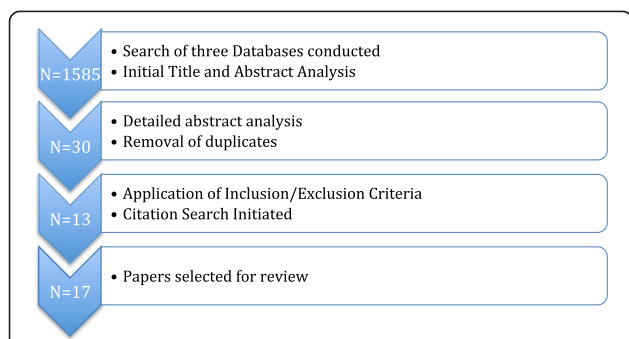 N=1585
• Search of three Databases conducted
• Initial Title and Abstract Analysis
N=30
• Detailed abstract analysis
• Removal of duplicates
N=13
• Application of Inclusion/Exclusion Criteria
• Citation Search Initiated
N=17
• Papers selected for review